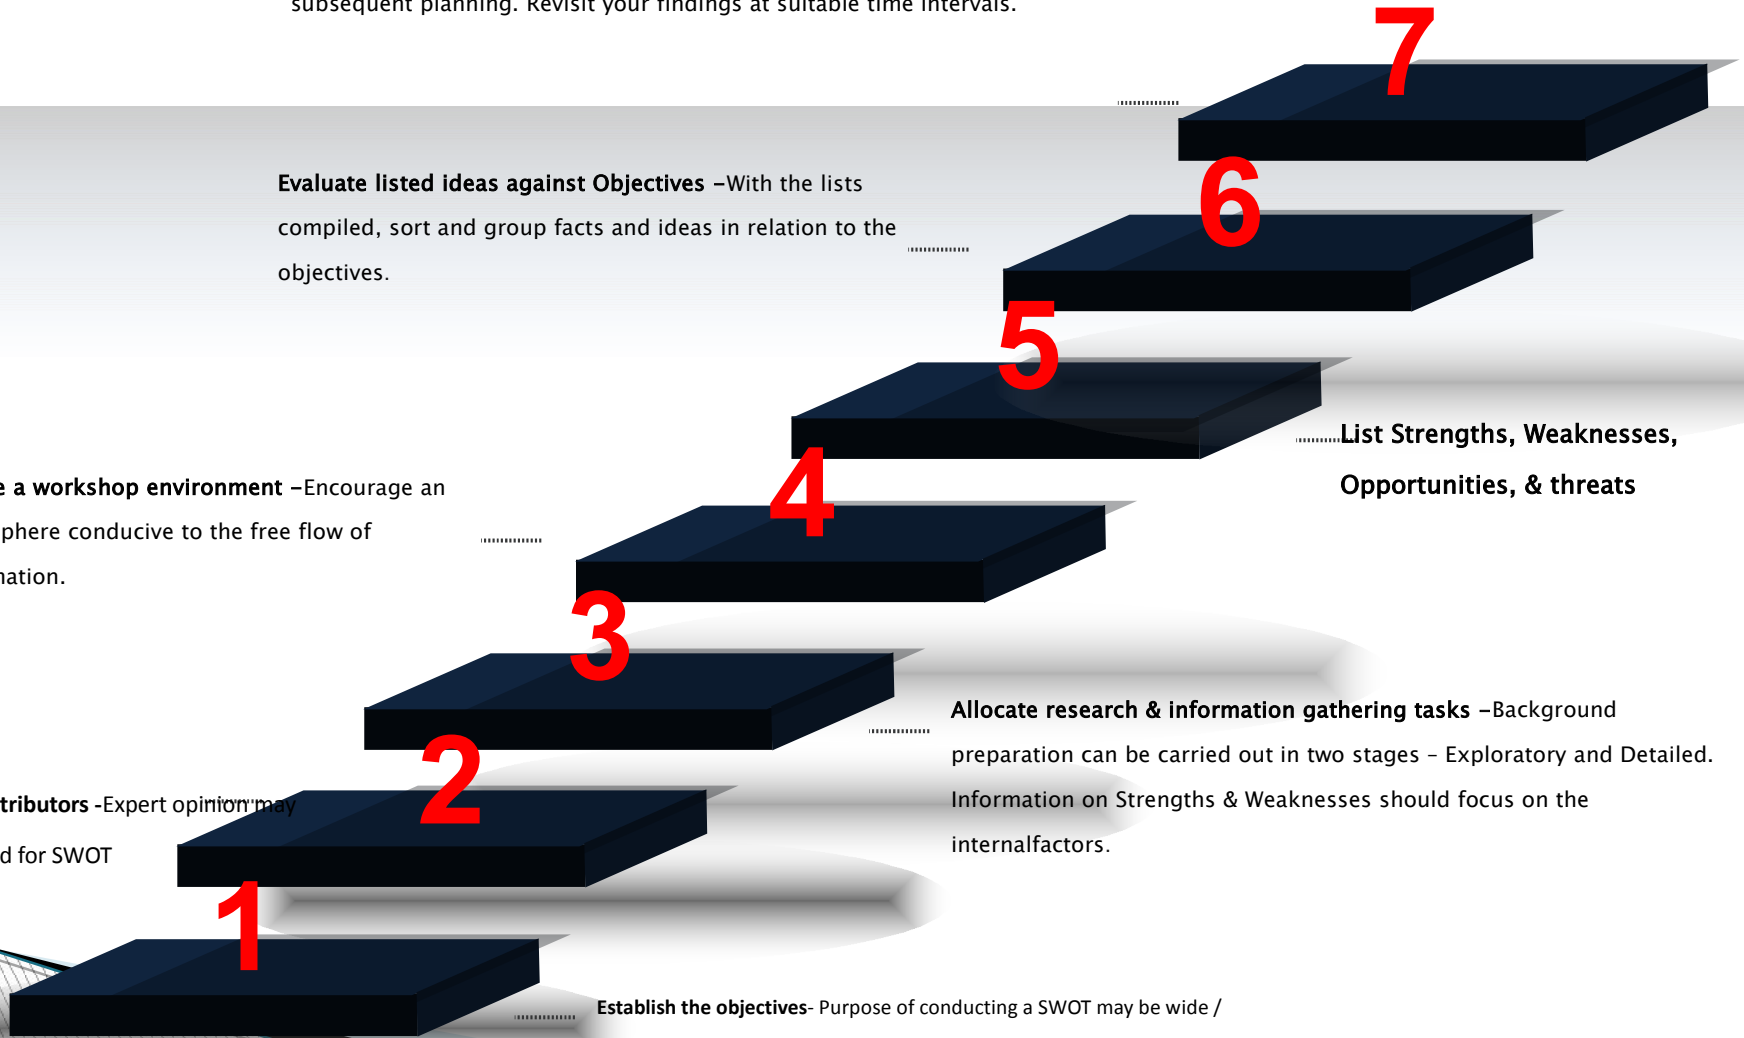 subsequent planning. Revisit your findings at suitable time intervals.
7
Evaluate listed ideas against Objectives –With the lists
compiled, sort and group facts and ideas in relation to the
objectives.
6
5
List Strengths, Weaknesses,
Opportunities, & threats
e a workshop environment –Encourage an
sphere conducive to the free flow of
mation.
4
3
Allocate research & information gathering tasks –Background
preparation can be carried out in two stages – Exploratory and Detailed.
Information on Strengths & Weaknesses should focus on the
internalfactors.
2
tributors -Expert opinion may
d for SWOT
1
Establish the objectives- Purpose of conducting a SWOT may be wide /